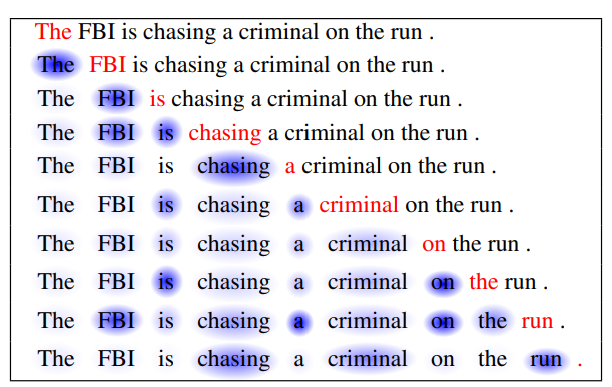 The FBI is chasing a criminal on the run .
The FBI is chasing a criminal on the run .
The FBI is chasing a criminal on the run .
The FBI is chasing a criminal on the run .
The FBI is chasing a criminal on the run .
The FBI is chasing a criminal on the run .
The FBI is chasing a criminal on the run .
The FBI is chasing a criminal on the run .
The FBI is chasing a criminal on the run .
The FBI is chasing a criminal on the run .